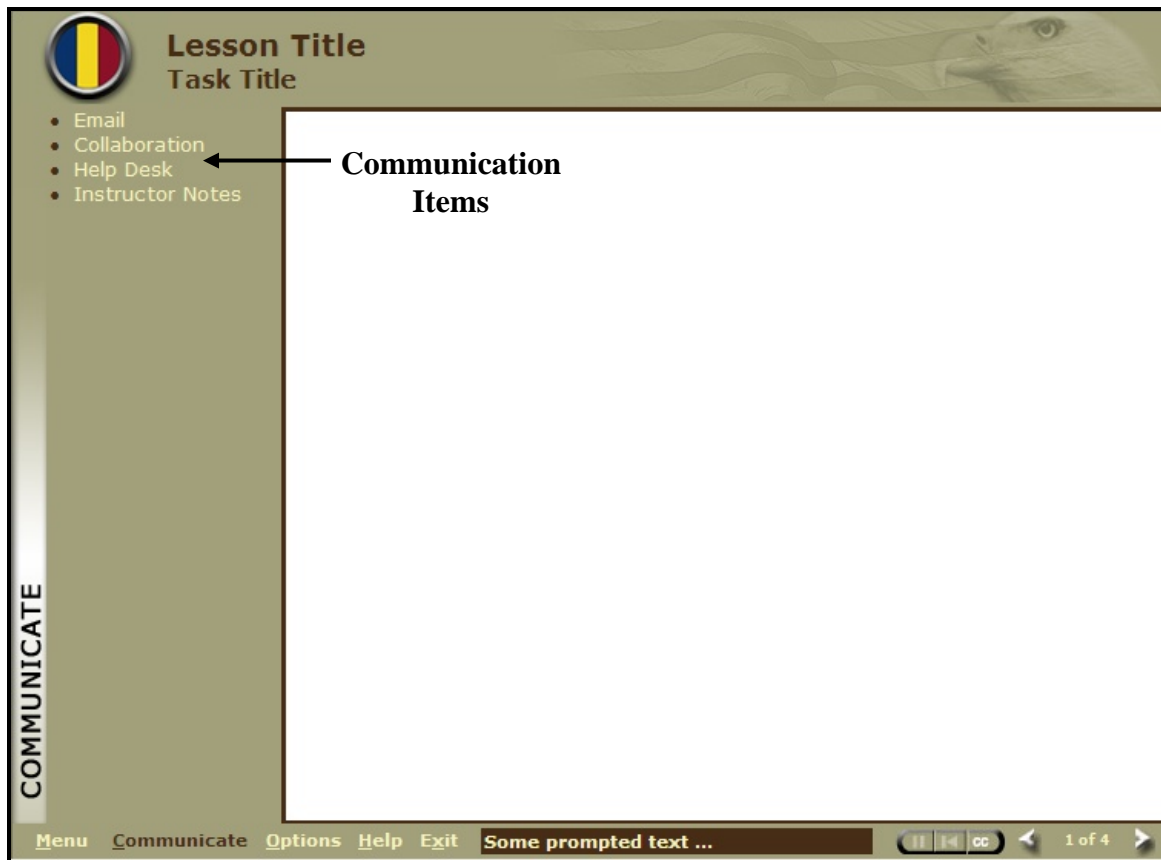 Lesson Title
Task Title
• Email
• Collaboration
• Help Desk
• Instructor Notes
Communication
Items
COMMUNICATE
Menu Communicate Options Help Exit Some prompted text ... CC 1 of 4